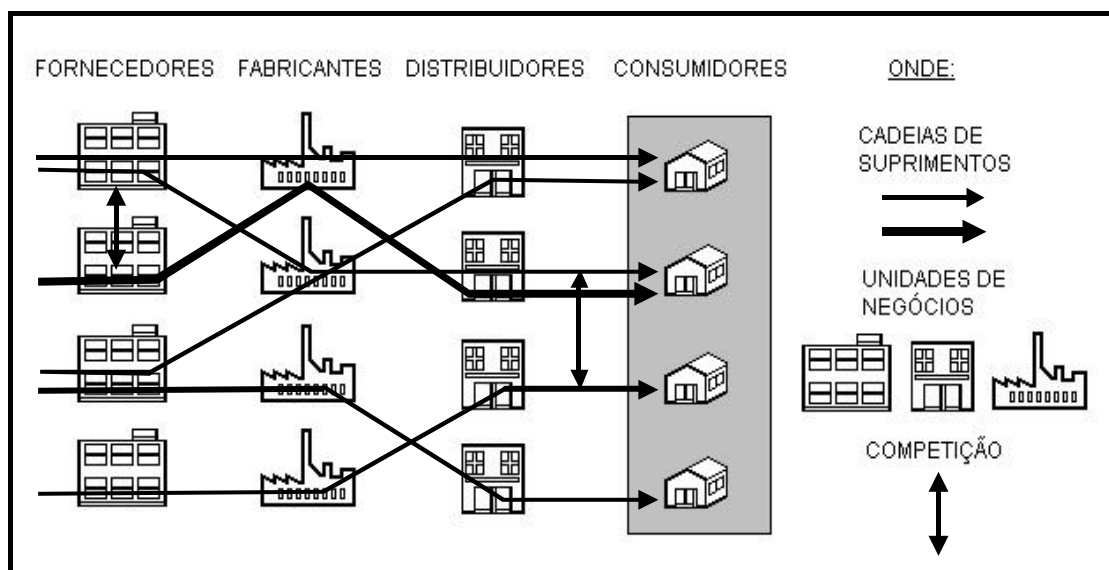 FORNECEDORES FABRICANTES DISTRIBUIDORES CONSUMIDORES
ONDE:
CADEIAS DE
SUPRIMENTOS
UNIDADES DE
NEGÓCIOS
COMPETIÇÃO